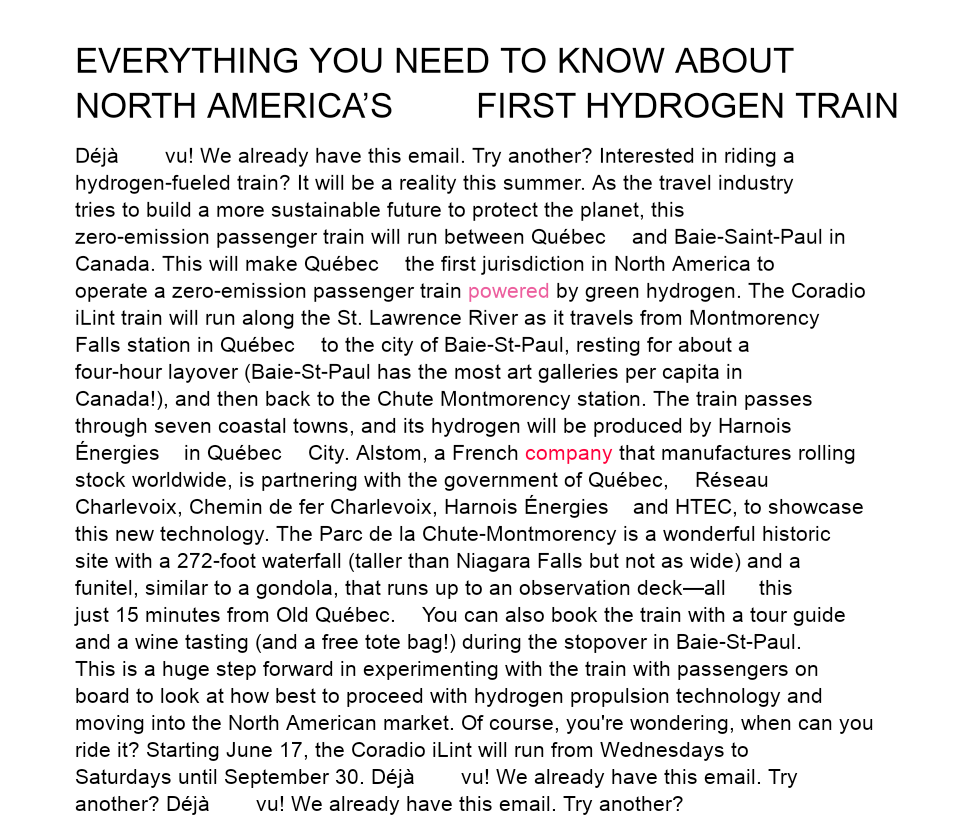 EVERYTHING YOU NEED TO KNOW ABOUT
NORTH AMERICA’S FIRST HYDROGEN TRAIN
Déjà vu! We already have this email. Try another? Interested in riding a
hydrogen-fueled train? It will be a reality this summer. As the travel industry
tries to build a more sustainable future to protect the planet, this
zero-emission passenger train will run between Québec and Baie-Saint-Paul in
Canada. This will make Québec the first jurisdiction in North America to
operate a zero-emission passenger train powered by green hydrogen. The Coradio
iLint train will run along the St. Lawrence River as it travels from Montmorency
Falls station in Québec to the city of Baie-St-Paul, resting for about a
four-hour layover (Baie-St-Paul has the most art galleries per capita in
Canada!), and then back to the Chute Montmorency station. The train passes
through seven coastal towns, and its hydrogen will be produced by Harnois
Énergies in Québec City. Alstom, a French company that manufactures rolling
stock worldwide, is partnering with the government of Québec, Réseau
Charlevoix, Chemin de fer Charlevoix, Harnois Énergies and HTEC, to showcase
this new technology. The Parc de la Chute-Montmorency is a wonderful historic
site with a 272-foot waterfall (taller than Niagara Falls but not as wide) and a
funitel, similar to a gondola, that runs up to an observation deck—all this
just 15 minutes from Old Québec. You can also book the train with a tour guide
and a wine tasting (and a free tote bag!) during the stopover in Baie-St-Paul.
This is a huge step forward in experimenting with the train with passengers on
board to look at how best to proceed with hydrogen propulsion technology and
moving into the North American market. Of course, you're wondering, when can you
ride it? Starting June 17, the Coradio iLint will run from Wednesdays to
Saturdays until September 30. Déjà vu! We already have this email. Try
another? Déjà vu! We already have this email. Try another?